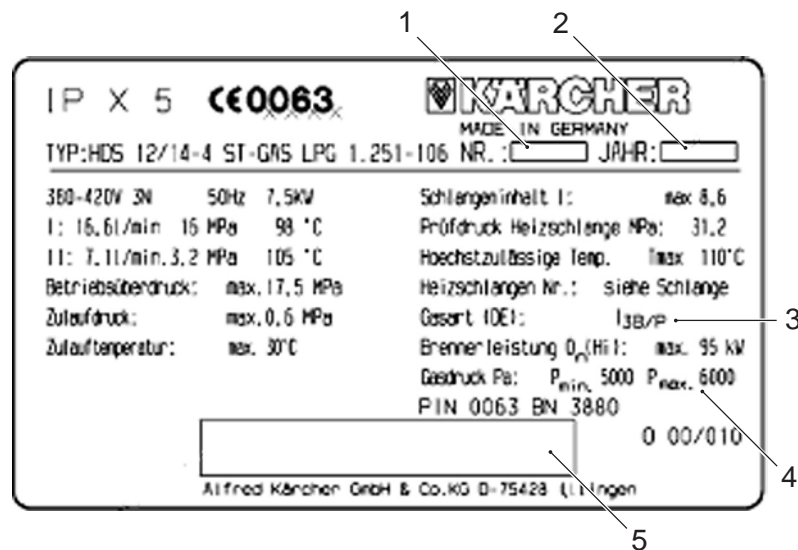 1 2
IP X 5 CE0063 KÄRCHER
MADE IN GERMANY
TYP:HDS 12/14-4 ST-GAS LPG 1.251-106 NR.: JAHR:
380-420V 3N 50Hz 7,5kW Schlangeninhalt l: max 8,6
I: 16.6l/min 16 MPa 98 °C Prüfdruck Heizschlange MPa: 31.2
II: 7.1l/min.3,2 MPa 105 °C Hoechstzulässige Temp. Tmax 110°C
Betriebsüberdruck: max.17,5 MPa Heizschlangen Nr.: siehe Schlange
Zulaufdruck: max.0,6 MPa Gasart (DE): I3B/P 3
Zulauftemperatur: max. 30°C Brennerleistung Qn(Hi): max. 95 kW
Gasdruck Pa: Pmin. 5000 Pmax. 6000
PIN 0063 BN 3880
0 00/010
4
Alfred Kärcher GmbH & Co.KG D-75428
5